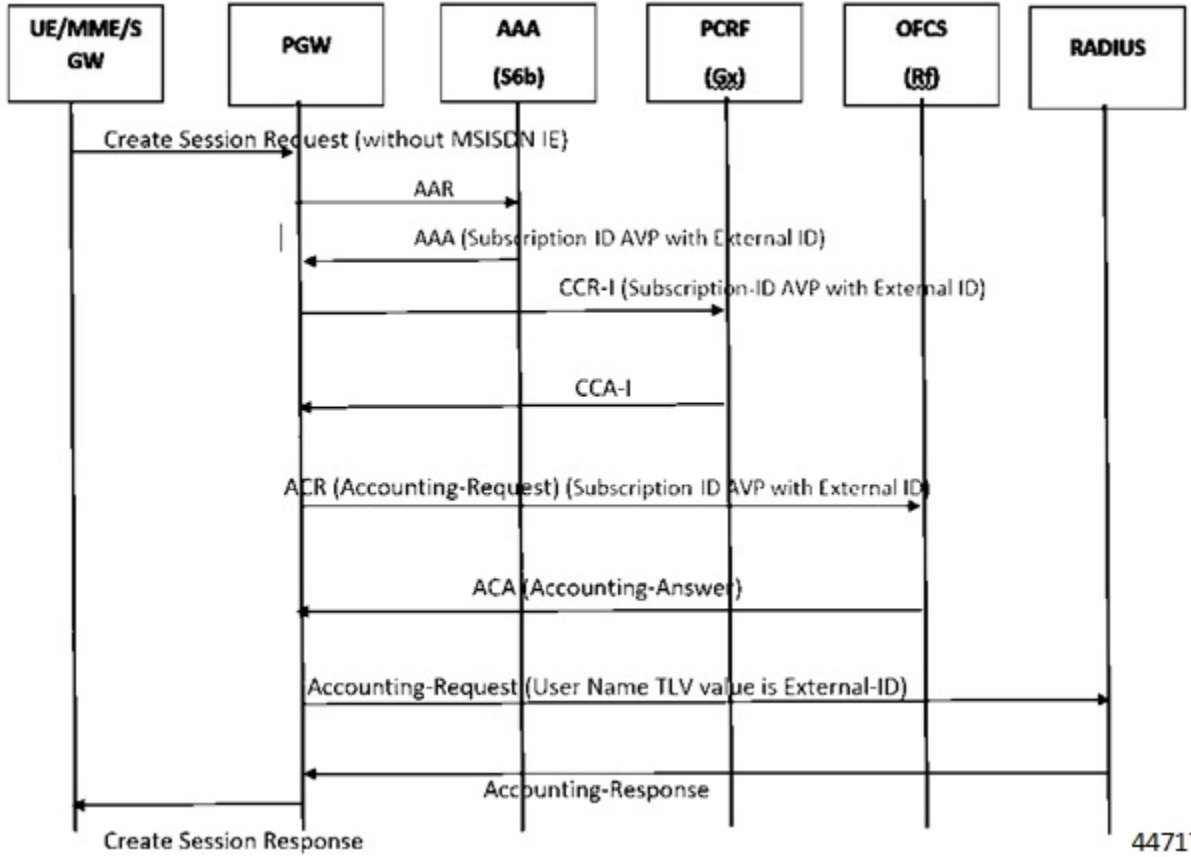 UE/MME/S
GW
PGW
AAA
(S6b)
PCRF
(Gx)
OFCS
(Rf)
RADIUS
Create Session Request (without MSISDN IE)
AAR
AAA (Subscription ID AVP with External ID)
CCR-I (Subscription-ID AVP with External ID)
CCA-I
ACR (Accounting-Request) (Subscription ID AVP with External ID)
ACA (Accounting-Answer)
Accounting-Request (User Name TLV value is External-ID)
Accounting-Response
Create Session Response